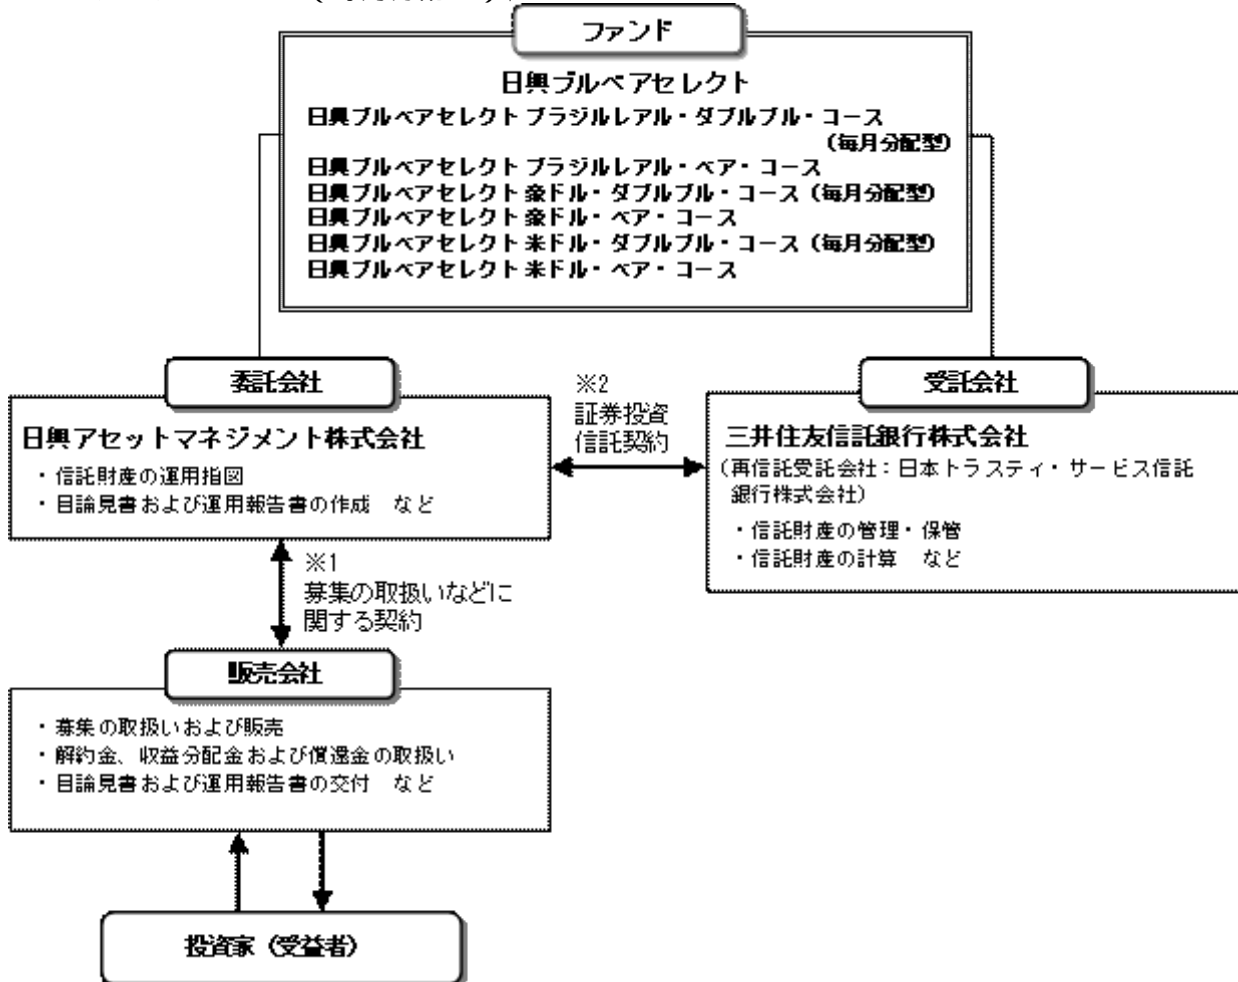 ファンド
日興ブルベアセレクト
日興ブルベアセレクト ブラジルレアル・ダブルブル・コース
(毎月分配型)
日興ブルベアセレクト ブラジルレアル・ベア・コース
日興ブルベアセレクト 豪ドル・ダブルブル・コース (毎月分配型)
日興ブルベアセレクト 豪ドル・ベア・コース
日興ブルベアセレクト 米ドル・ダブルブル・コース (毎月分配型)
日興ブルベアセレクト 米ドル・ベア・コース
委託会社
日興アセットマネジメント株式会社
・信託財産の運用指図
・目論見書および運用報告書の作成 など
※2
証券投資
信託契約
受託会社
三井住友信託銀行株式会社
(再信託受託会社:日本トラスティ・サービス信託
銀行株式会社)
・信託財産の管理・保管
・信託財産の計算 など
※1
募集の取扱いなどに
関する契約
販売会社
・募集の取扱いおよび販売
・解約金、収益分配金および償還金の取扱い
・目論見書および運用報告書の交付 など
投資家 (受益者)